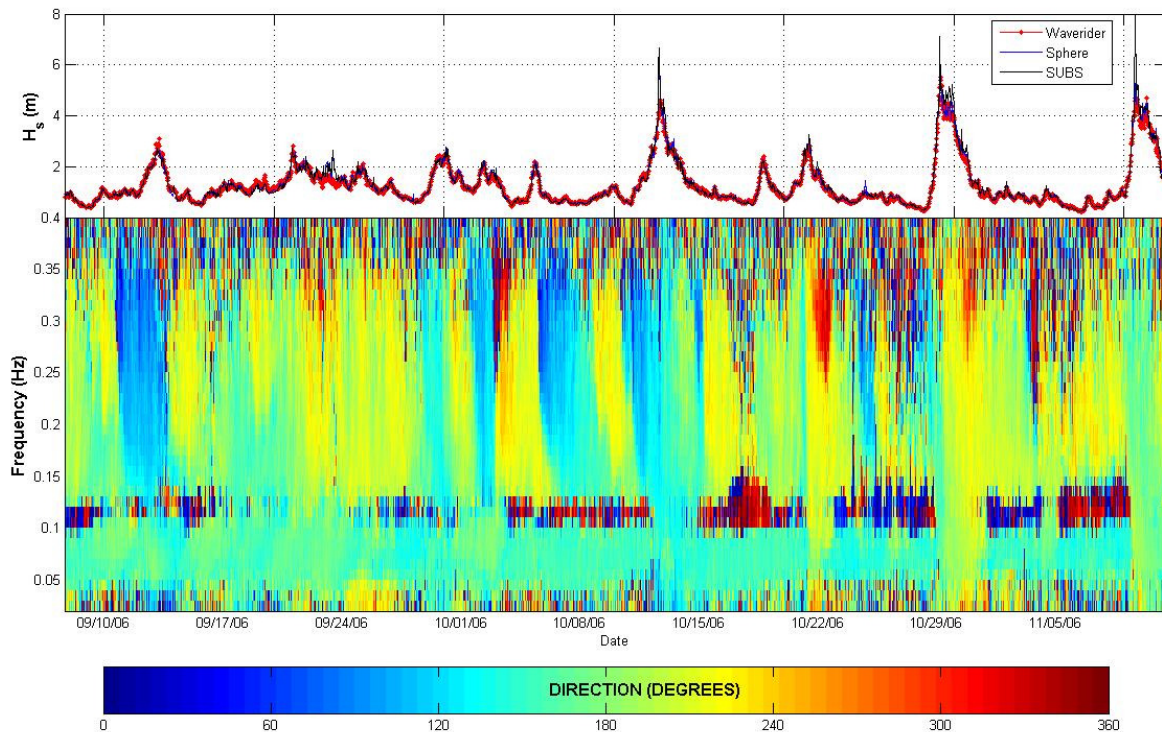 8
6
4
2
H_s (m)
Waverider
Sphere
SUBS
0.4
0.35
0.3
0.25
0.2
0.15
0.1
0.05
Frequency (Hz)
09/10/06 09/17/06 09/24/06 10/01/06 10/08/06 10/15/06 10/22/06 10/29/06 11/05/06
Date
DIRECTION (DEGREES)
0 60 120 180 240 300 360